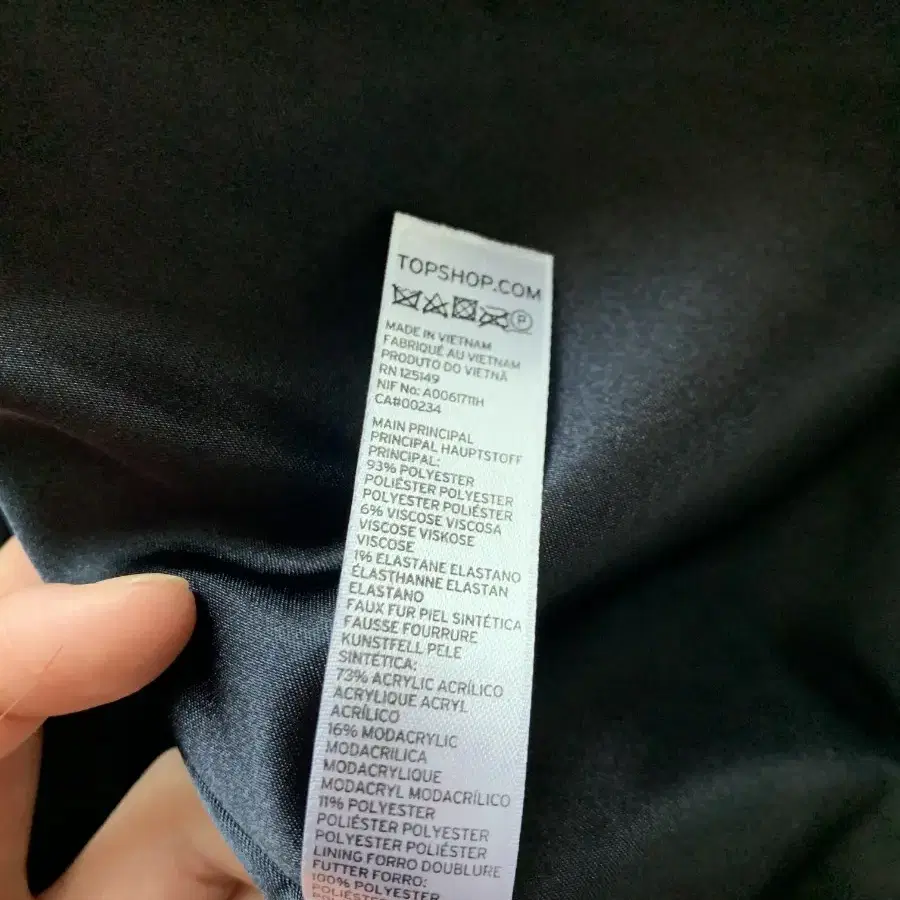 TOPSHOP.COM
P
MADE IN VIETNAM
FABRIQUÉ AU VIETNAM
PRODUTO DO VIETNÃ
RN 125149
NIF No: A0061711H
CA#00234
MAIN PRINCIPAL
PRINCIPAL HAUPTSTOFF
PRINCIPAL:
93% POLYESTER
POLIÉSTER POLYESTER
POLYESTER POLIÉSTER
6% VISCOSE VISCOSA
VISCOSE VISKOSE
VISCOSE
1% ELASTANE ELASTANO
ÉLASTHANNE ELASTAN
ELASTANO
FAUX FUR PIEL SINTÉTICA
FAUSSE FOURRURE
KUNSTFELL PELE
SINTÉTICA:
73% ACRYLIC ACRÍLICO
ACRYLIQUE ACRYL
ACRÍLICO
16% MODACRYLIC
MODACRILICA
MODACRYLIQUE
MODACRYL MODACRÍLICO
11% POLYESTER
POLIÉSTER POLYESTER
POLYESTER POLIÉSTER
LINING FORRO DOUBLURE
FUTTER FORRO:
100% POLYESTER